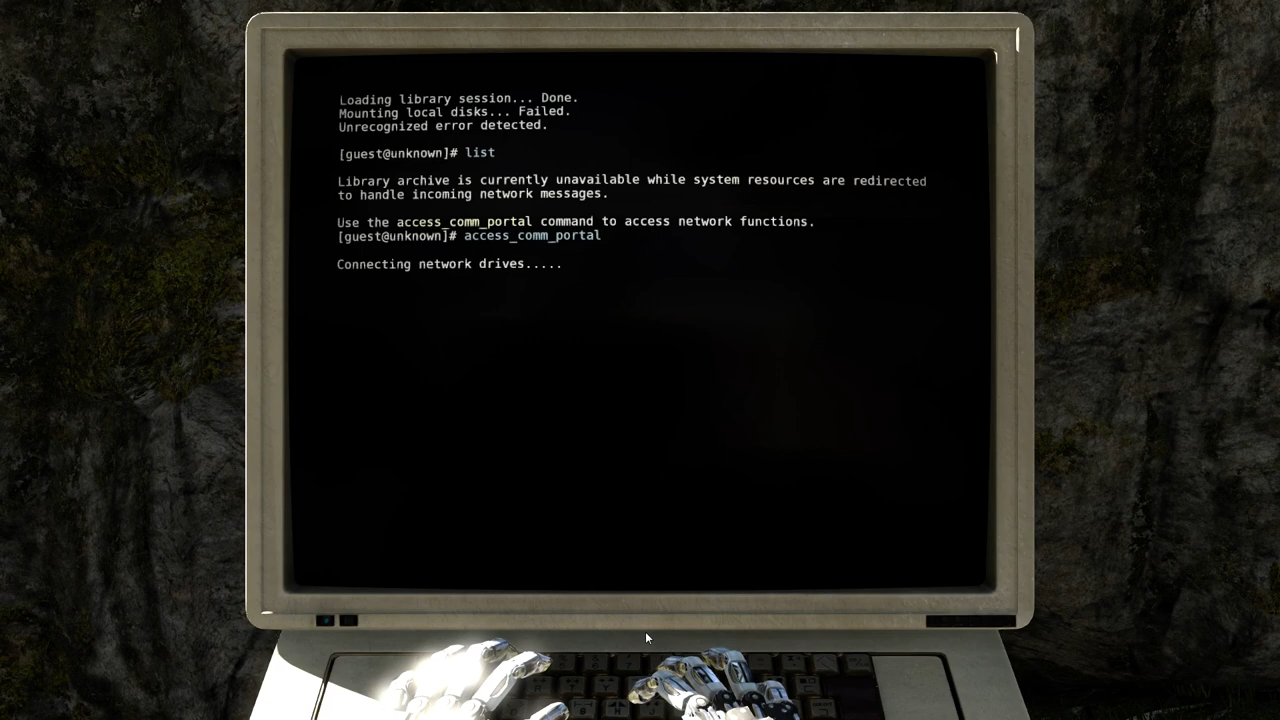 Loading library session... Done.
Mounting local disks... Failed.
Unrecognized error detected.
[guest@unknown]# list
Library archive is currently unavailable while system resources are redirected
to handle incoming network messages.
Use the access_comm_portal command to access network functions.
[guest@unknown]# access_comm_portal
Connecting network drives.....